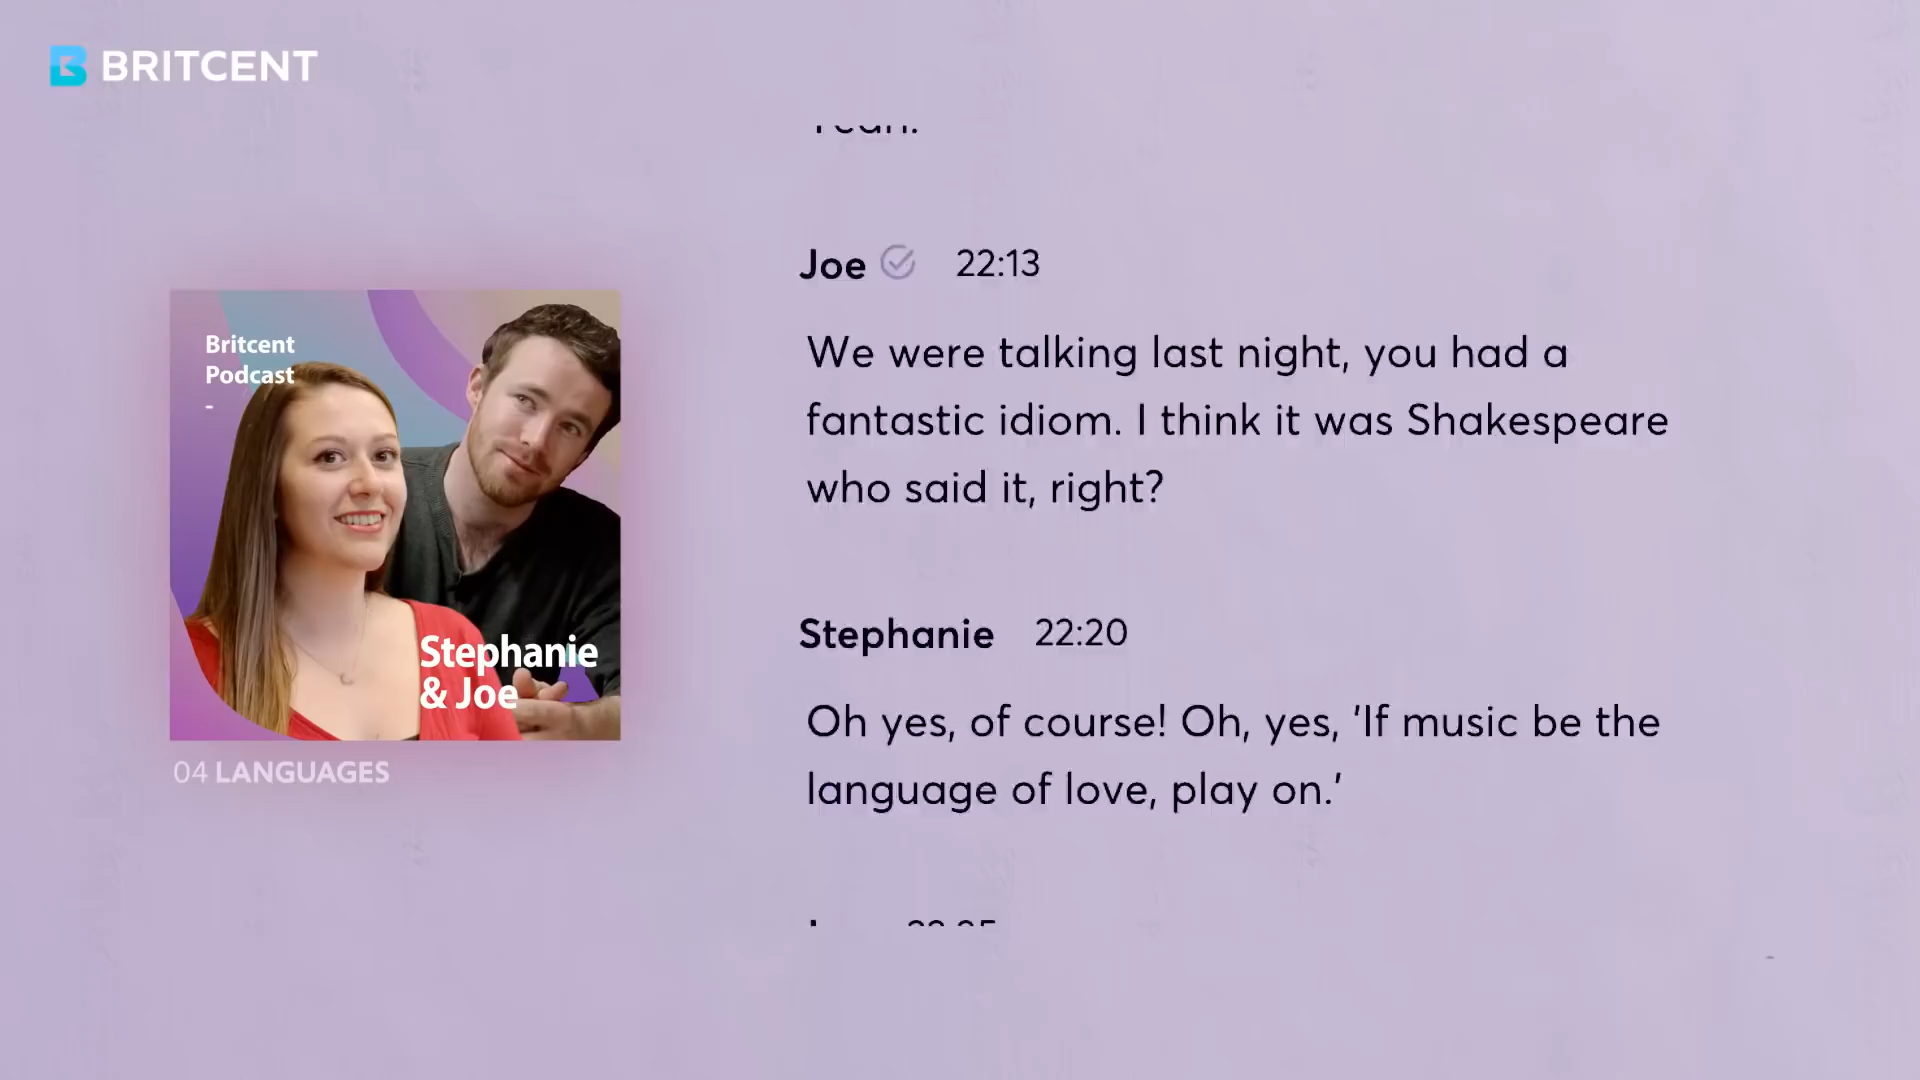 BRITCENT
Britcent
Podcast
-
Stephanie
& Joe
04 LANGUAGES
Joe 22:13
We were talking last night, you had a
fantastic idiom. I think it was Shakespeare
who said it, right?
Stephanie 22:20
Oh yes, of course! Oh, yes, 'If music be the
language of love, play on.'